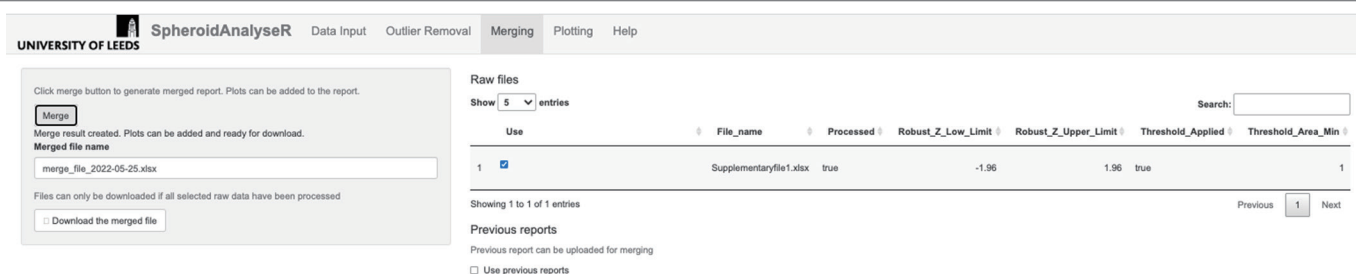 UNIVERSITY OF LEEDS
SpheroidAnalyseR Data Input Outlier Removal Merging Plotting Help
Click merge button to generate merged report. Plots can be added to the report.
Merge
Merge result created. Plots can be added and ready for download.
Merged file name
merge_file_2022-05-25.xlsx
Files can only be downloaded if all selected raw data have been processed
Download the merged file
Raw files
Show 5 entries
Search:
Use File_name Processed Robust_Z_Low_Limit Robust_Z_Upper_Limit Threshold_Applied Threshold_Area_Min
1 Supplementaryfile1.xlsx true -1.96 1.96 true 1
Showing 1 to 1 of 1 entries
Previous 1 Next
Previous reports
Previous report can be uploaded for merging
Use previous reports